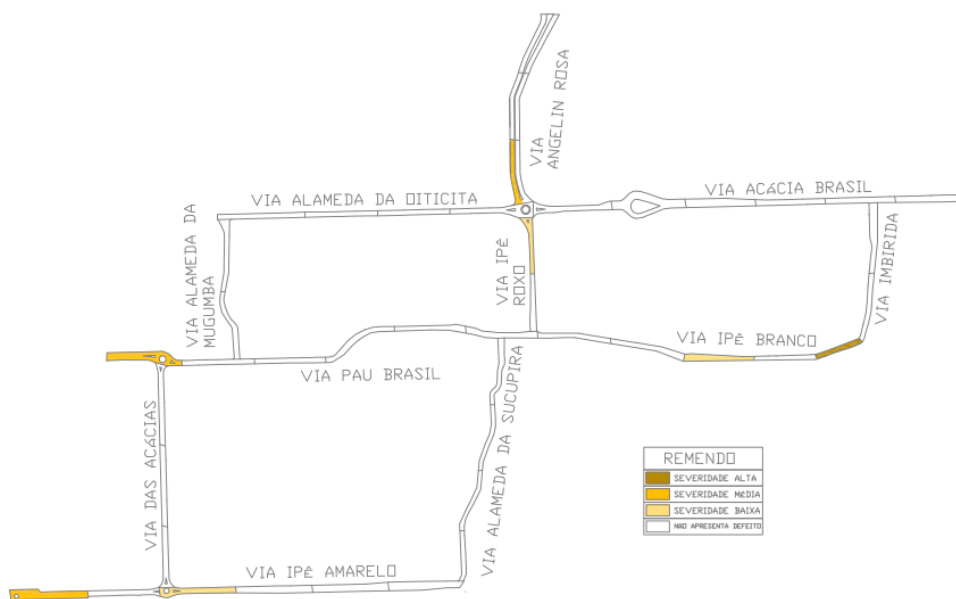 VIA
ANGELIN ROSA
VIA ACáCIA BRASIL
VIA ALAMEDA DA OITICITA
VIA ALAMEDA DA
MUGUMBA
VIA IPê
ROXO
VIA IMBIRIDA
VIA IPê BRANCO
VIA PAU BRASIL
VIA ALAMEDA DA SUCUPIRA
VIA DAS ACáCIAS
VIA IPê AMARELO
REMENDO
SEVERIDADE ALTA
SEVERIDADE MéDIA
SEVERIDADE BAIXA
NãO APRESENTA DEFEITO